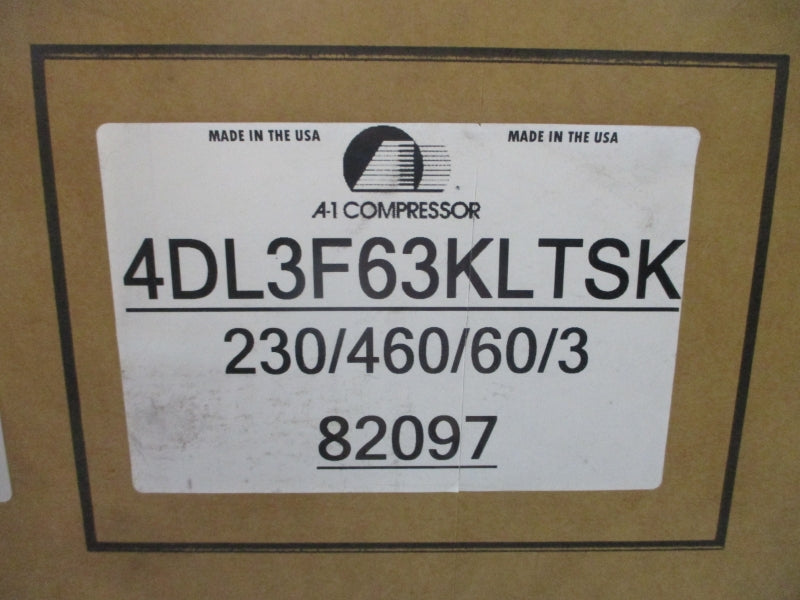 MADE IN THE USA MADE IN THE USA
A-1 COMPRESSOR
4DL3F63KLTSK
230/460/60/3
82097